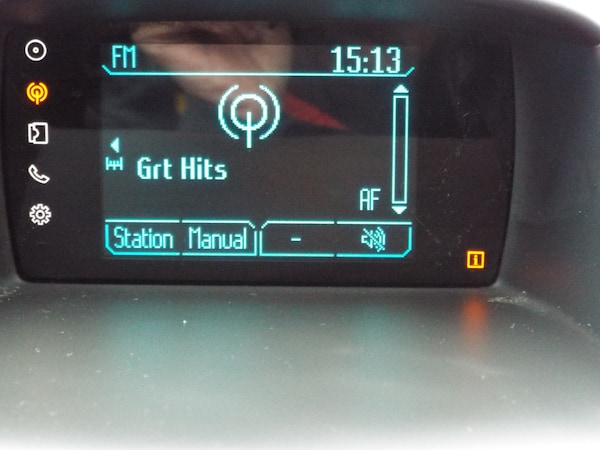 FM 15:13
Grt Hits
AF
Station Manual -
i